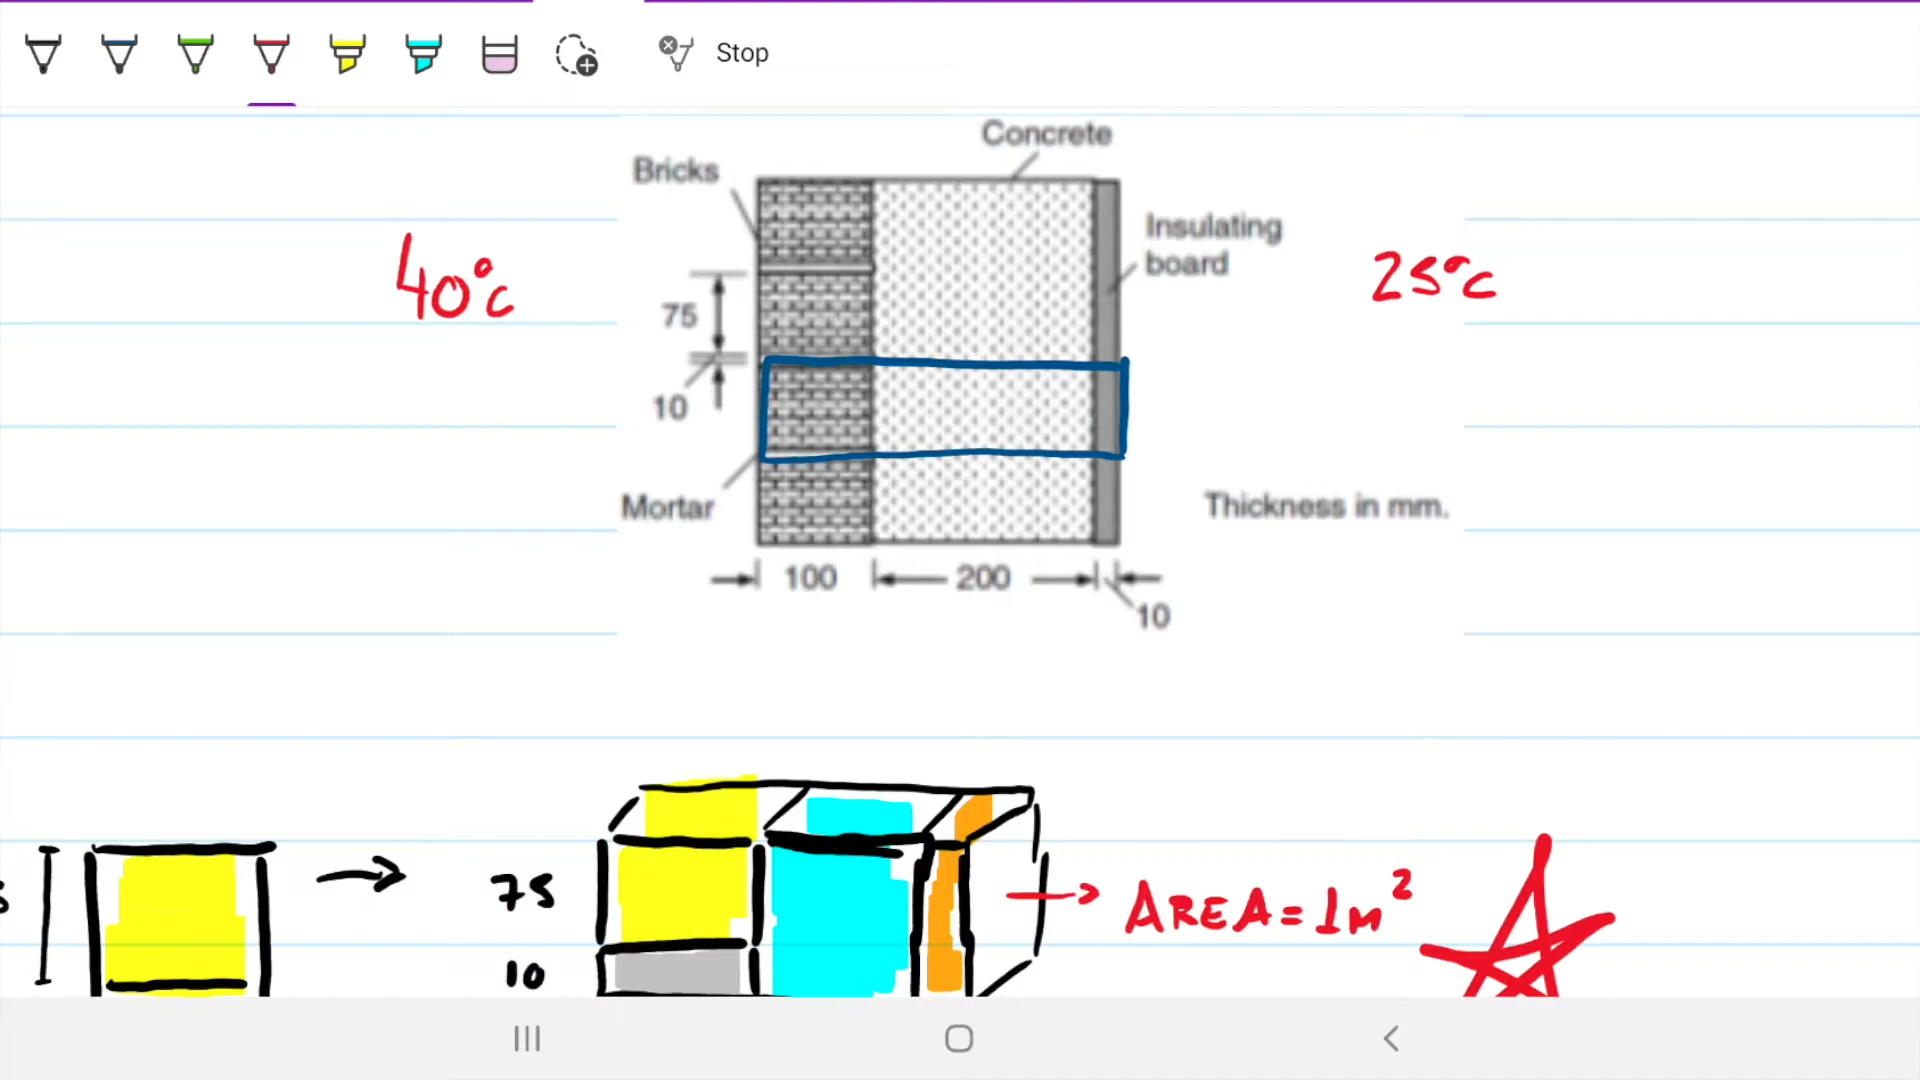 Stop
Concrete
Bricks
Insulating
board
40°c
25°c
75
10
Mortar
Thickness in mm.
100
200
10
75
AREA=1m²
10